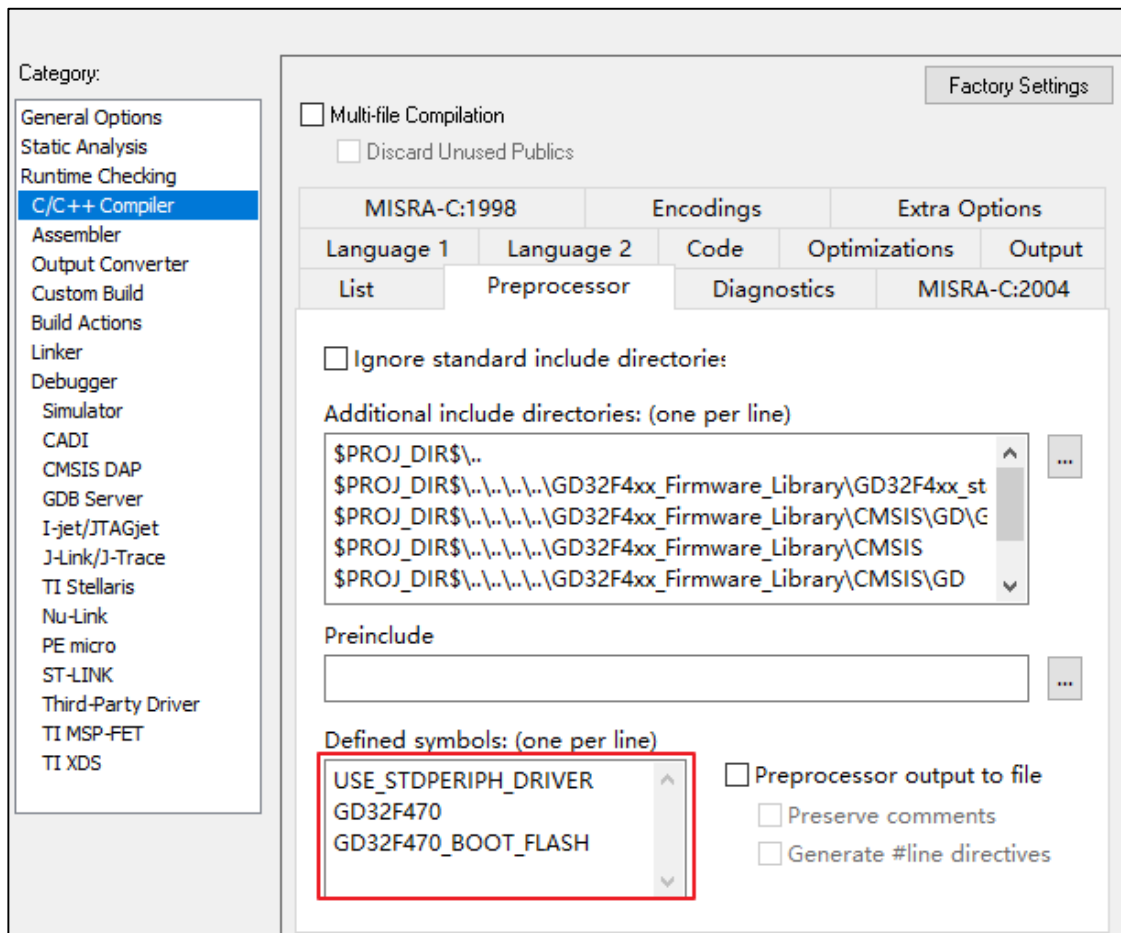 Category:
General Options
Static Analysis
Runtime Checking
C/C++ Compiler
Assembler
Output Converter
Custom Build
Build Actions
Linker
Debugger
Simulator
CADI
CMSIS DAP
GDB Server
I-jet/JTAGjet
J-Link/J-Trace
TI Stellaris
Nu-Link
PE micro
ST-LINK
Third-Party Driver
TI MSP-FET
TI XDS
Factory Settings
Multi-file Compilation
Discard Unused Publics
MISRA-C:1998 Encodings Extra Options
Language 1 Language 2 Code Optimizations Output
List Preprocessor Diagnostics MISRA-C:2004
Ignore standard include directories
Additional include directories: (one per line)
$PROJ_DIR$\..
$PROJ_DIR$\..\..\..\..\GD32F4xx_Firmware_Library\GD32F4xx_st
$PROJ_DIR$\..\..\..\..\GD32F4xx_Firmware_Library\CMSIS\GD\G
$PROJ_DIR$\..\..\..\..\GD32F4xx_Firmware_Library\CMSIS
$PROJ_DIR$\..\..\..\..\GD32F4xx_Firmware_Library\CMSIS\GD
...
Preinclude
...
Defined symbols: (one per line)
USE_STDPERIPH_DRIVER
GD32F470
GD32F470_BOOT_FLASH
Preprocessor output to file
Preserve comments
Generate #line directives